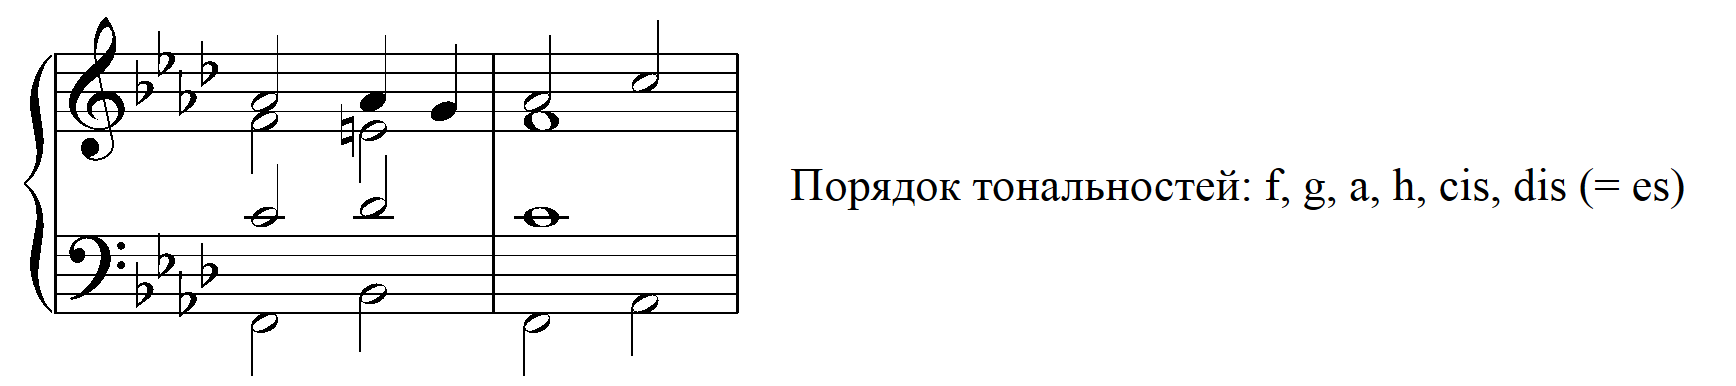 Порядок тональностей: f, g, a, h, cis, dis (= es)